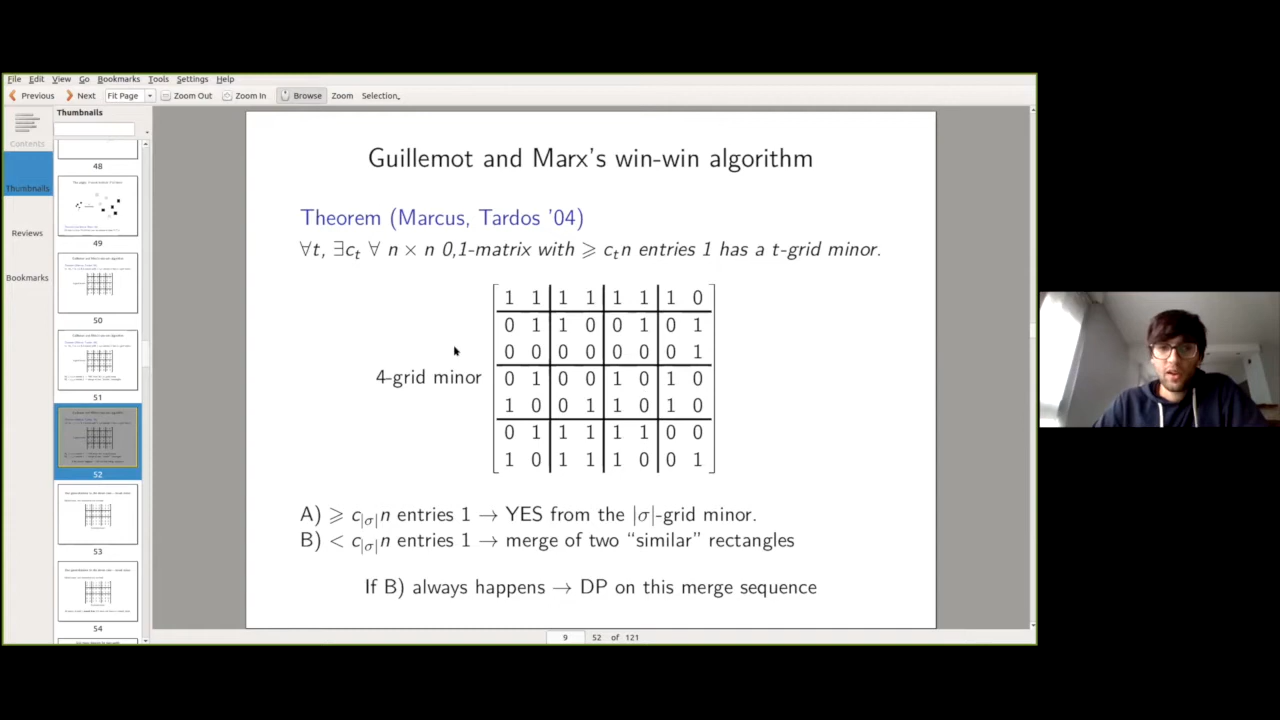 File Edit View Go Bookmarks Tools Settings Help
Previous Next Fit Page Zoom Out Zoom In Browse Zoom Selection
Contents
Thumbnails
Reviews
Bookmarks
Thumbnails
48
49
50
51
52
53
54
Guillemot and Marx's win-win algorithm
Theorem (Marcus, Tardos '04)
∀t, ∃c_t ∀ n × n 0,1-matrix with ⩾ c_t n entries 1 has a t-grid minor.
1 1 1 1 1 1 1 0
0 1 1 0 0 1 0 1
0 0 0 0 0 0 0 1
4-grid minor
0 1 0 0 1 0 1 0
1 0 0 1 1 0 1 0
0 1 1 1 1 1 0 0
0 1 1 1 0 0 1
A) ⩾ c_|σ| n entries 1 → YES from the |σ|-grid minor.
B) < c_|σ| n entries 1 → merge of two "similar" rectangles
If B) always happens → DP on this merge sequence
9 52 of 121